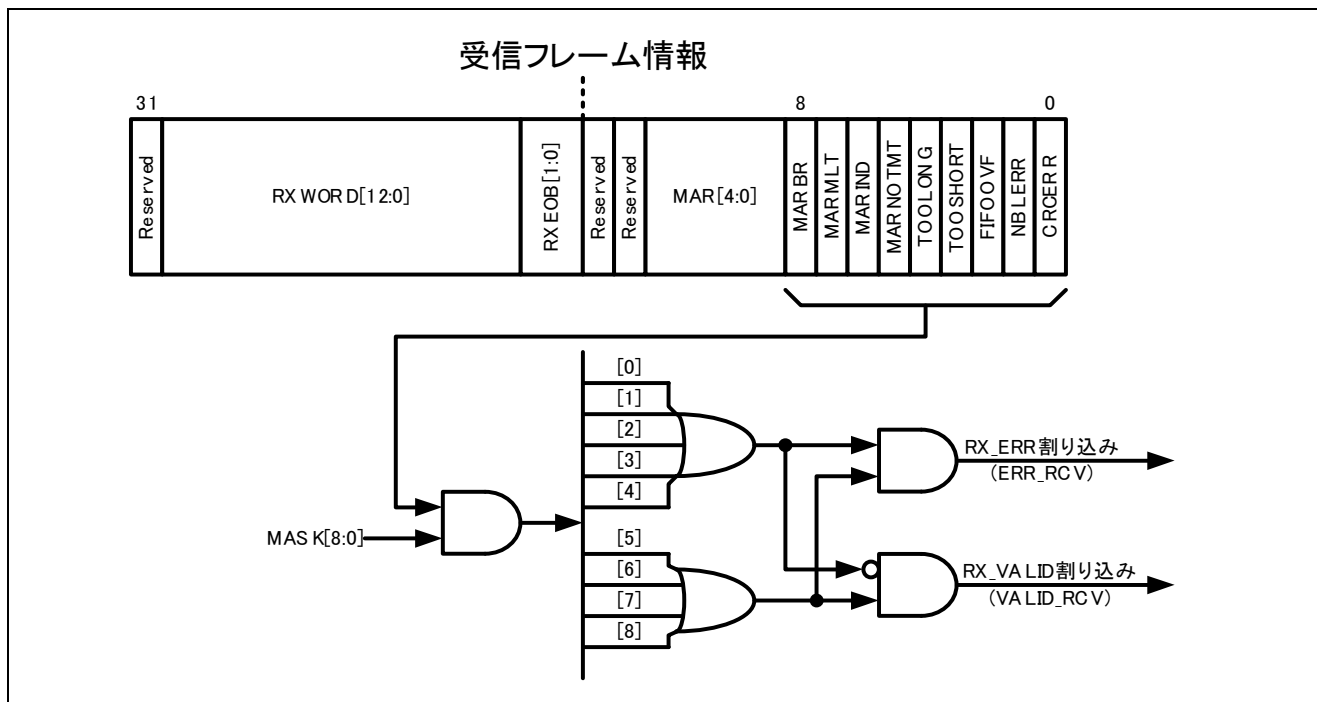 受信フレーム情報
31
8
0
Reserved
RXWORD[12:0]
RXEOB[1:0]
Reserved
Reserved
MAR[4:0]
MARBR
MARMLT
MARIND
MARNOTMT
TOOLONG
TOOSHORT
FIFOOVF
NBLERR
CRCERR
[0]
[1]
[2]
[3]
[4]
RX_ERR割り込み
(ERR_RCV)
MASK[8:0]
[5]
[6]
[7]
[8]
RX_VALID割り込み
(VALID_RCV)